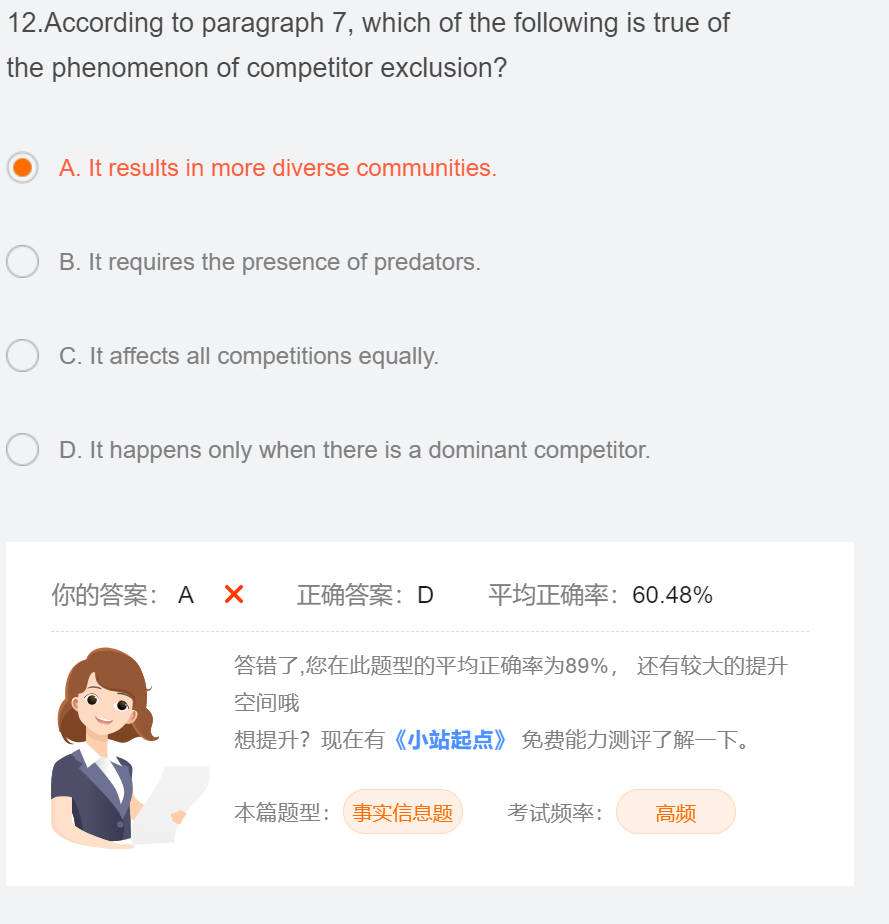 12.According to paragraph 7, which of the following is true of
the phenomenon of competitor exclusion?
A. It results in more diverse communities.
B. It requires the presence of predators.
C. It affects all competitions equally.
D. It happens only when there is a dominant competitor.
你的答案： A 正确答案： D 平均正确率： 60.48%
答错了,您在此题型的平均正确率为89%， 还有较大的提升
空间哦
想提升？现在有《小站起点》 免费能力测评了解一下。
本篇题型： 事实信息题 考试频率： 高频